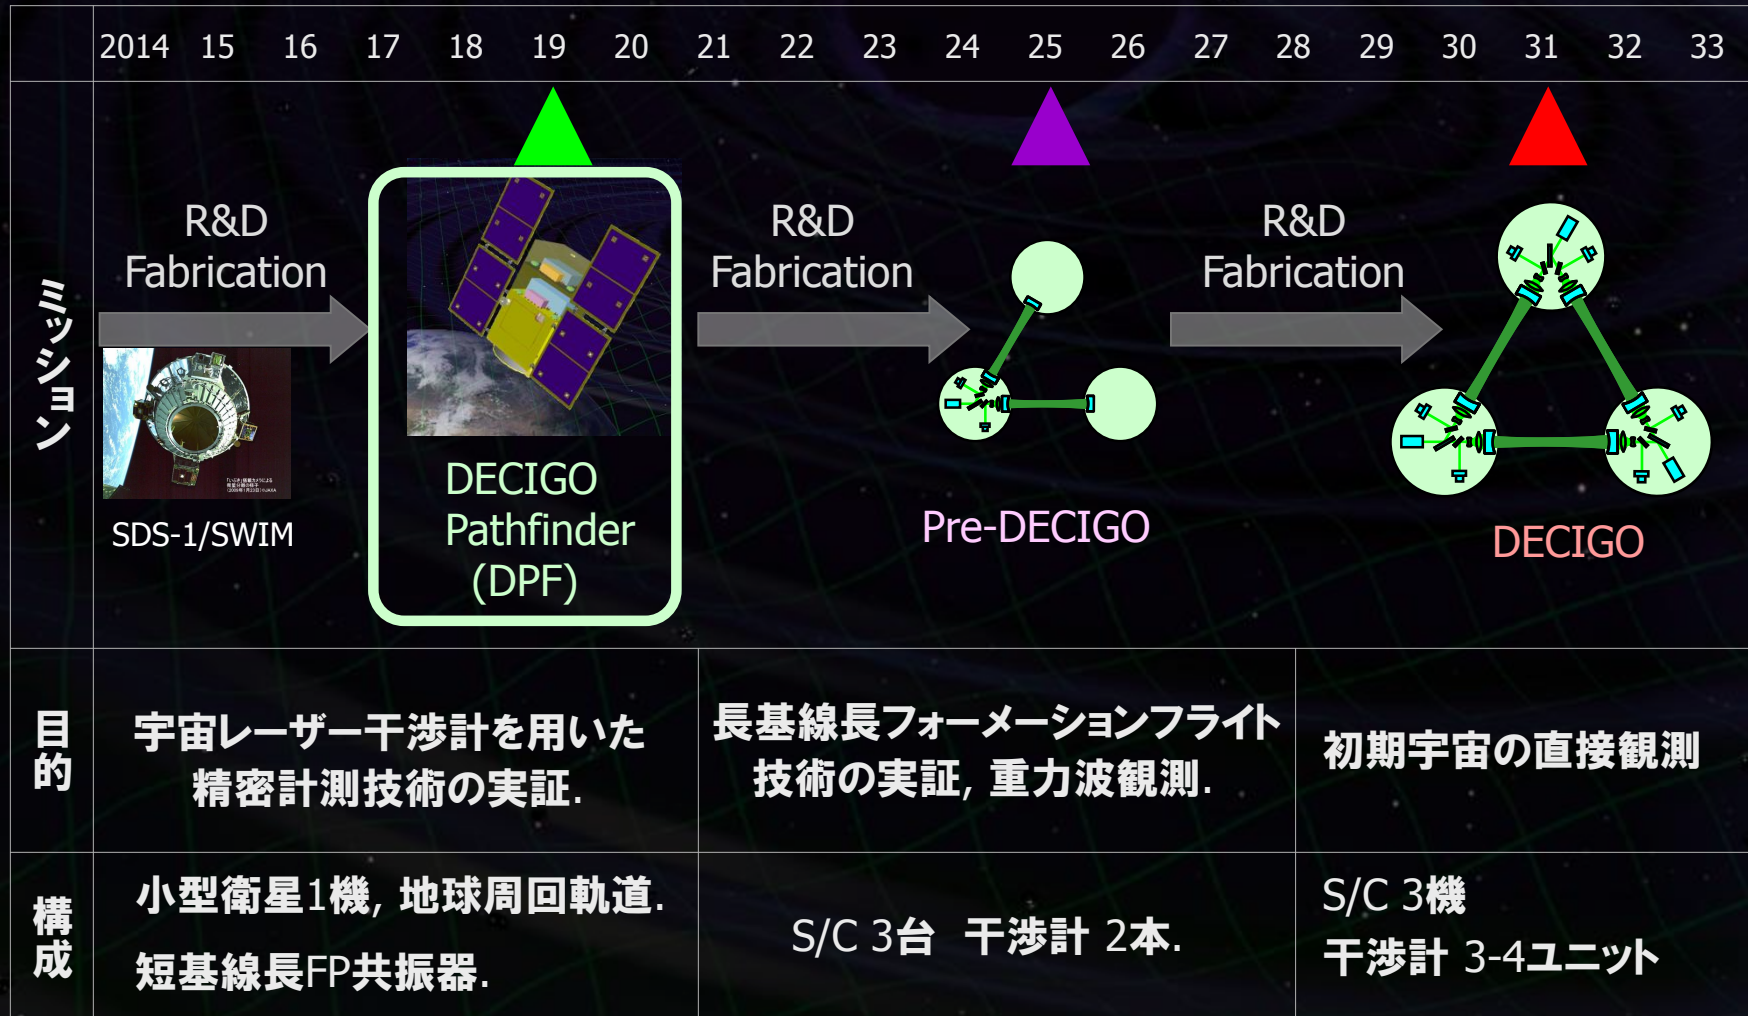 2014 15 16 17 18 19 20 21 22 23 24 25 26 27 28 29 30 31 32 33
ミッション
R&D
Fabrication
SDS-1/SWIM
DECIGO
Pathfinder
(DPF)
R&D
Fabrication
Pre-DECIGO
R&D
Fabrication
DECIGO
目的
宇宙レーザー干渉計を用いた
精密計測技術の実証.
長基線長フォーメーションフライト
技術の実証, 重力波観測.
初期宇宙の直接観測
構成
小型衛星1機, 地球周回軌道.
短基線長FP共振器.
S/C 3台 干渉計 2本.
S/C 3機
干渉計 3-4ユニット